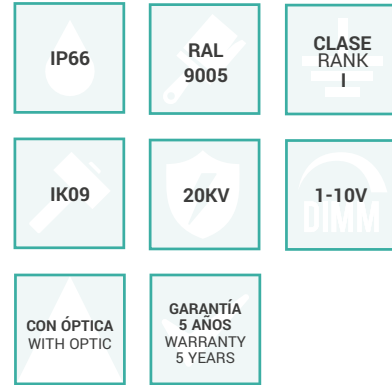 IP66
RAL
9005
CLASE
RANK
I
IK09
20KV
1-10V
DIMM
CON ÓPTICA
WITH OPTIC
GARANTÍA
5 AÑOS
WARRANTY
5 YEARS